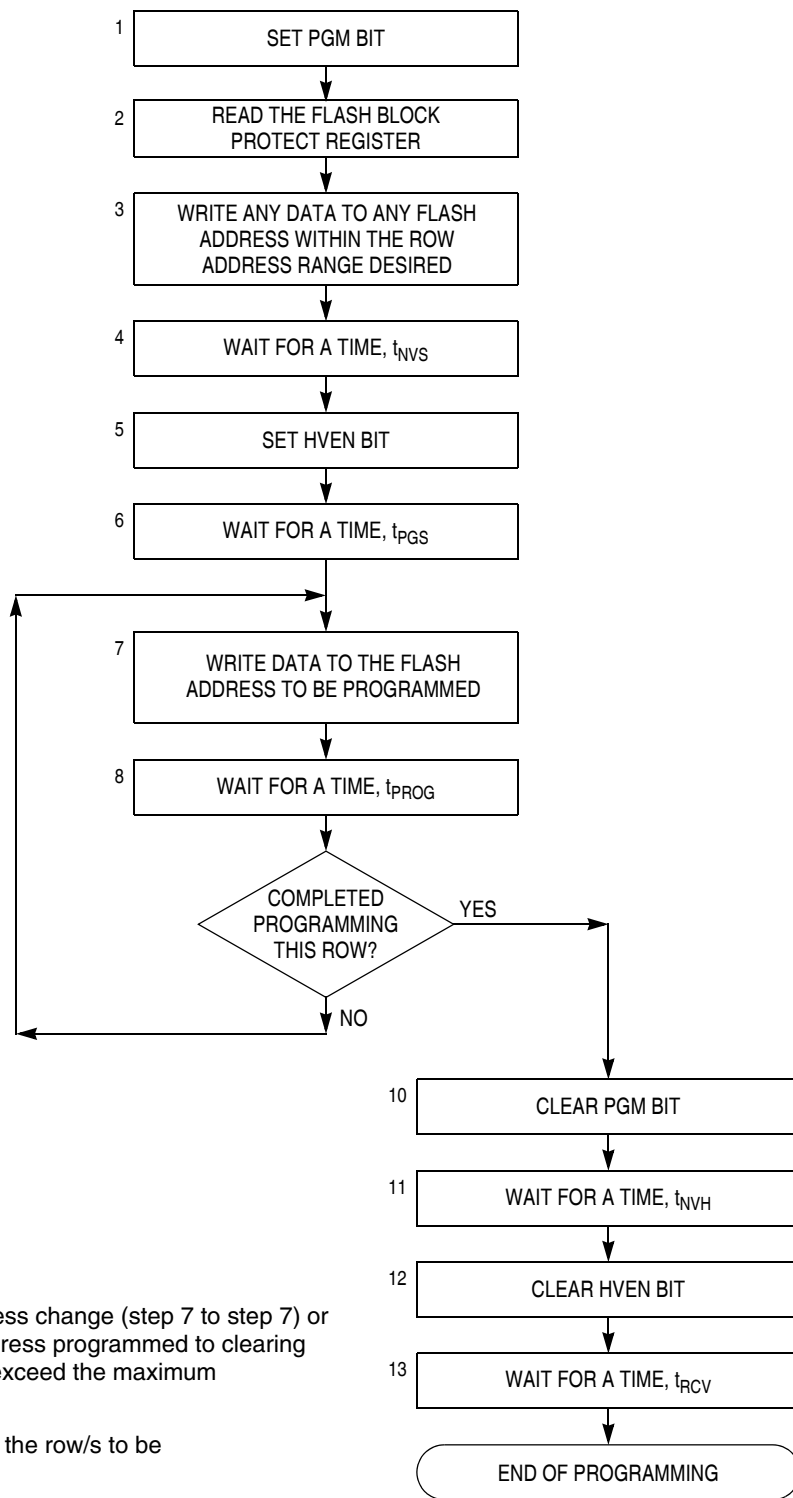 1
SET PGM BIT
2
READ THE FLASH BLOCK
PROTECT REGISTER
3
WRITE ANY DATA TO ANY FLASH
ADDRESS WITHIN THE ROW
ADDRESS RANGE DESIRED
4
WAIT FOR A TIME, tNVS
5
SET HVEN BIT
6
WAIT FOR A TIME, tPGS
7
WRITE DATA TO THE FLASH
ADDRESS TO BE PROGRAMMED
8
WAIT FOR A TIME, tPROG
COMPLETED
PROGRAMMING
THIS ROW?
YES
NO
10
CLEAR PGM BIT
11
WAIT FOR A TIME, tNVH
12
CLEAR HVEN BIT
13
WAIT FOR A TIME, tRCV
END OF PROGRAMMING
ess change (step 7 to step 7) or
ress programmed to clearing
exceed the maximum
the row/s to be